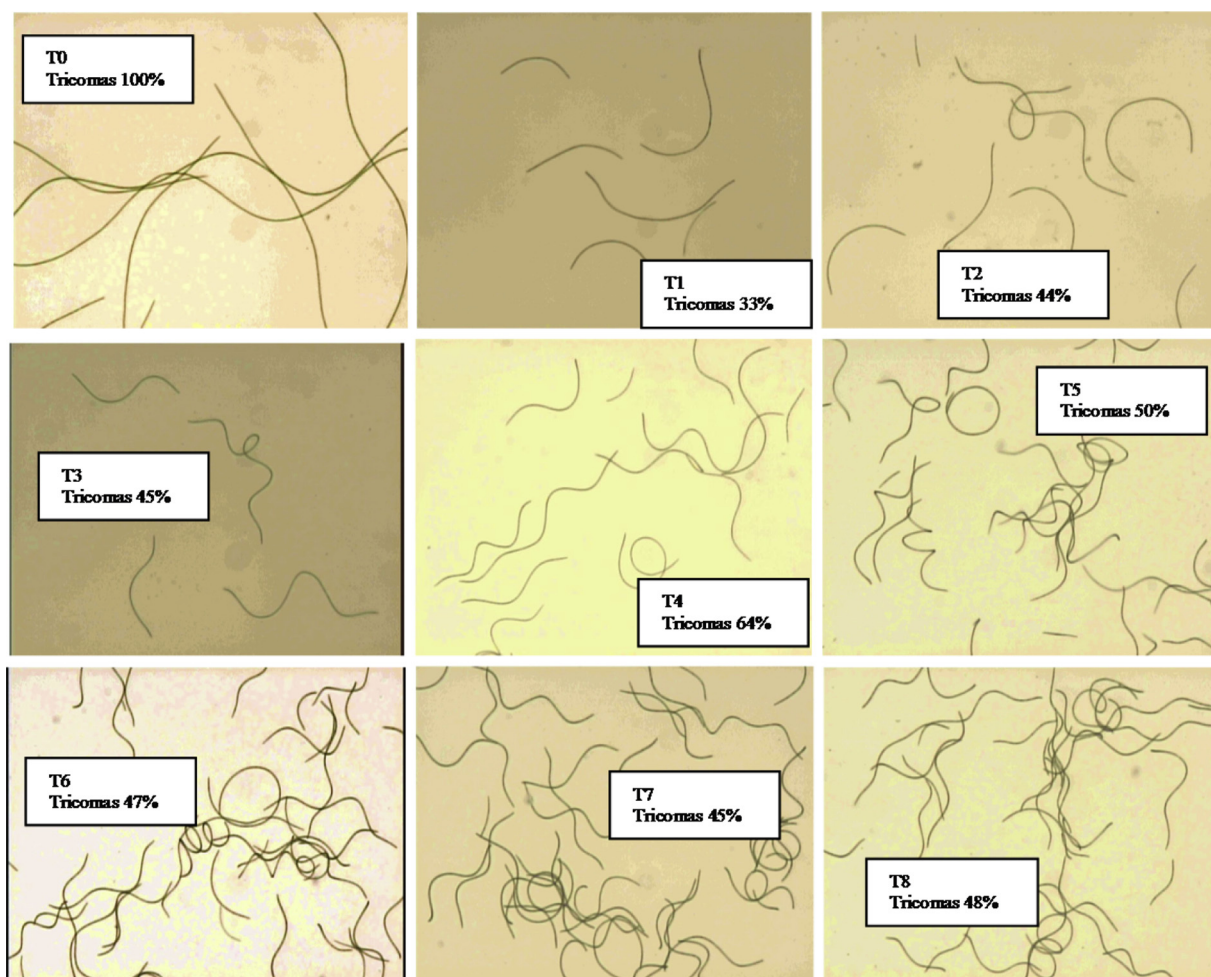 T0
Tricomas 100%
T1
Tricomas 33%
T2
Tricomas 44%
T3
Tricomas 45%
T4
Tricomas 64%
T5
Tricomas 50%
T6
Tricomas 47%
T7
Tricomas 45%
T8
Tricomas 48%